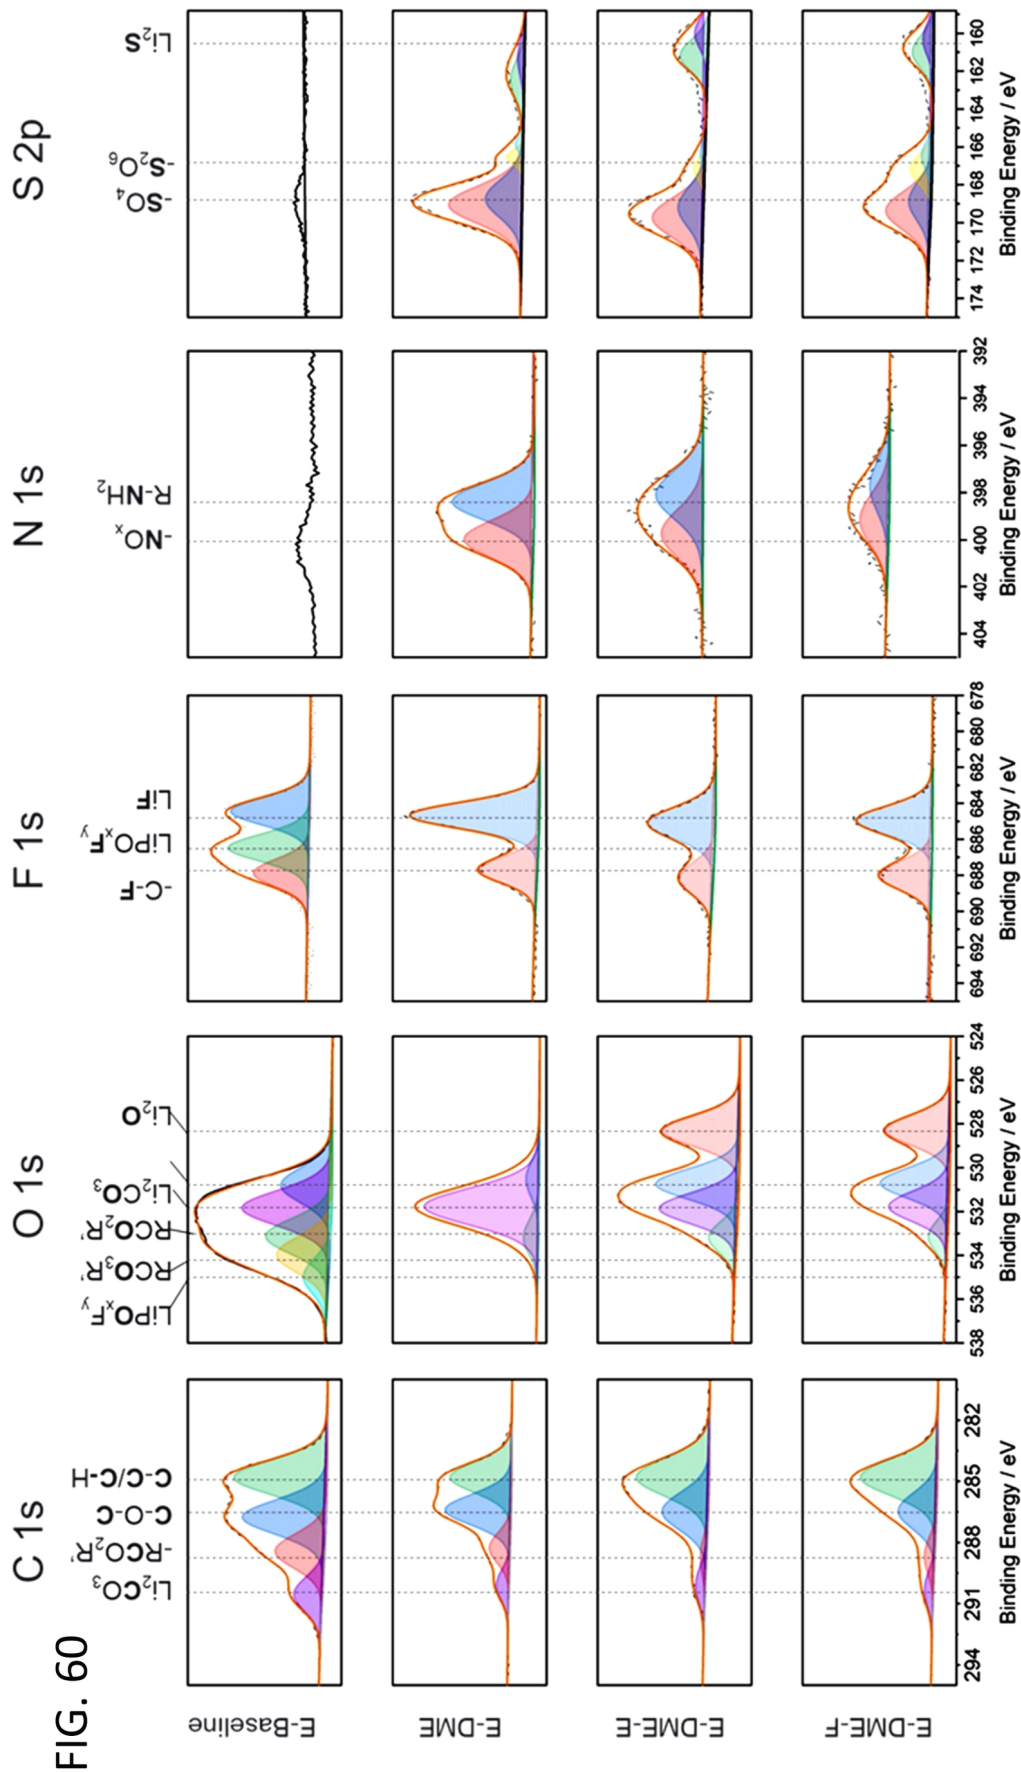 FIG. 60
C 1s
O 1s
F 1s
N 1s
S 2p
Li₂CO₃
-RCO₂R'
C-O-C
C-C/C-H
LiPOₓFᵧ
RCO₃R'
RCO₂R'
Li₂CO₃
Li₂O
-C-F
LiPOₓFᵧ
LiF
-NOₓ
R-NH₂
-SO₄
-S₂O₆
Li₂S
E-Baseline
E-DME
E-DME-E
E-DME-F
294 291 288 285 282
538 536 534 532 530 528 526 524
694 692 690 688 686 684 682 680 678
404 402 400 398 396 394 392
174 172 170 168 166 164 162 160
Binding Energy / eV
Binding Energy / eV
Binding Energy / eV
Binding Energy / eV
Binding Energy / eV